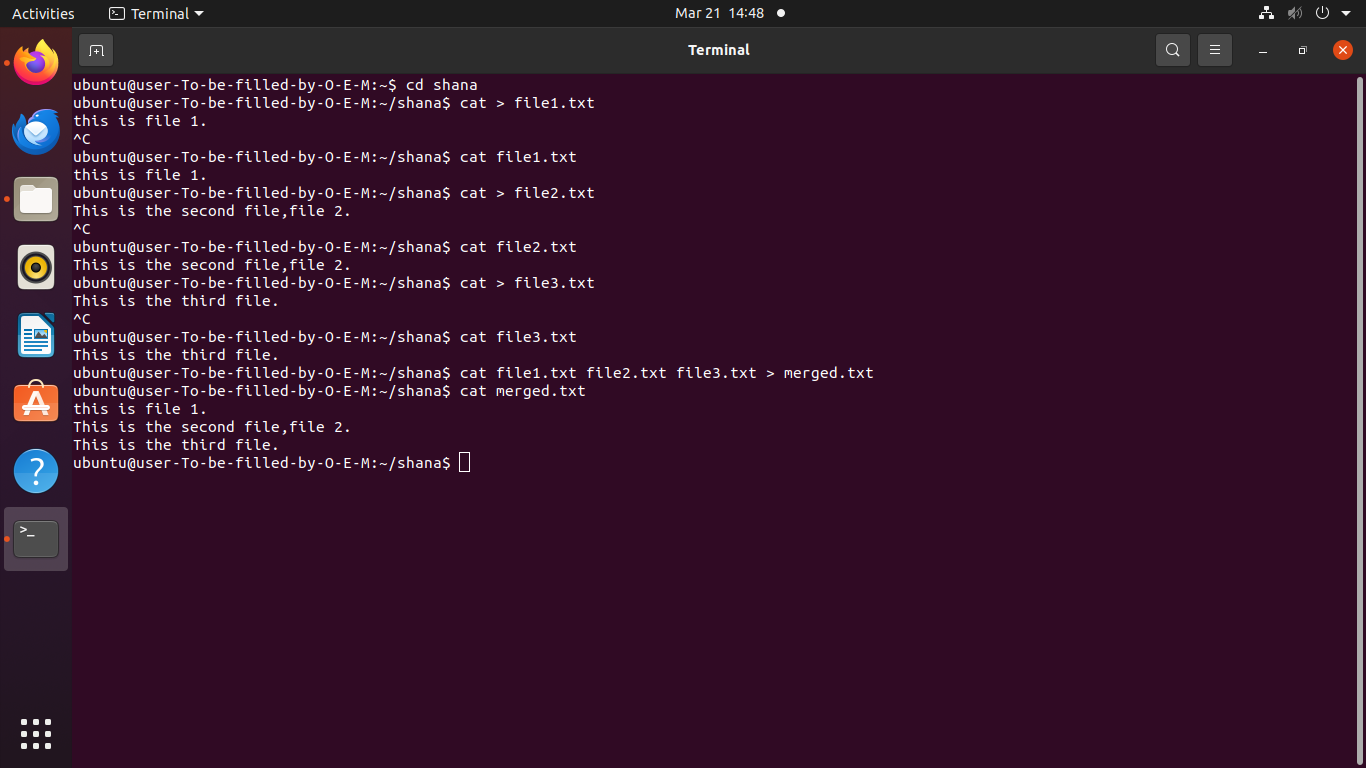 Activities Terminal Mar 21 14:48
Terminal
ubuntu@user-To-be-filled-by-O-E-M:~$ cd shana
ubuntu@user-To-be-filled-by-O-E-M:~/shana$ cat > file1.txt
this is file 1.
^C
ubuntu@user-To-be-filled-by-O-E-M:~/shana$ cat file1.txt
this is file 1.
ubuntu@user-To-be-filled-by-O-E-M:~/shana$ cat > file2.txt
This is the second file,file 2.
^C
ubuntu@user-To-be-filled-by-O-E-M:~/shana$ cat file2.txt
This is the second file,file 2.
ubuntu@user-To-be-filled-by-O-E-M:~/shana$ cat > file3.txt
This is the third file.
^C
ubuntu@user-To-be-filled-by-O-E-M:~/shana$ cat file3.txt
This is the third file.
ubuntu@user-To-be-filled-by-O-E-M:~/shana$ cat file1.txt file2.txt file3.txt > merged.txt
ubuntu@user-To-be-filled-by-O-E-M:~/shana$ cat merged.txt
this is file 1.
This is the second file,file 2.
This is the third file.
ubuntu@user-To-be-filled-by-O-E-M:~/shana$